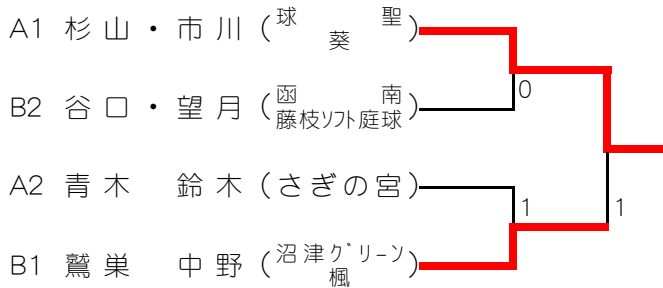 A1 杉山・市川(球聖 葵)
0
B2 谷口・望月(函南 藤枝ソフト庭球)
A2 青木 鈴木(さぎの宮)
1 1
B1 鷲巣 中野(沼津グリーン 楓)